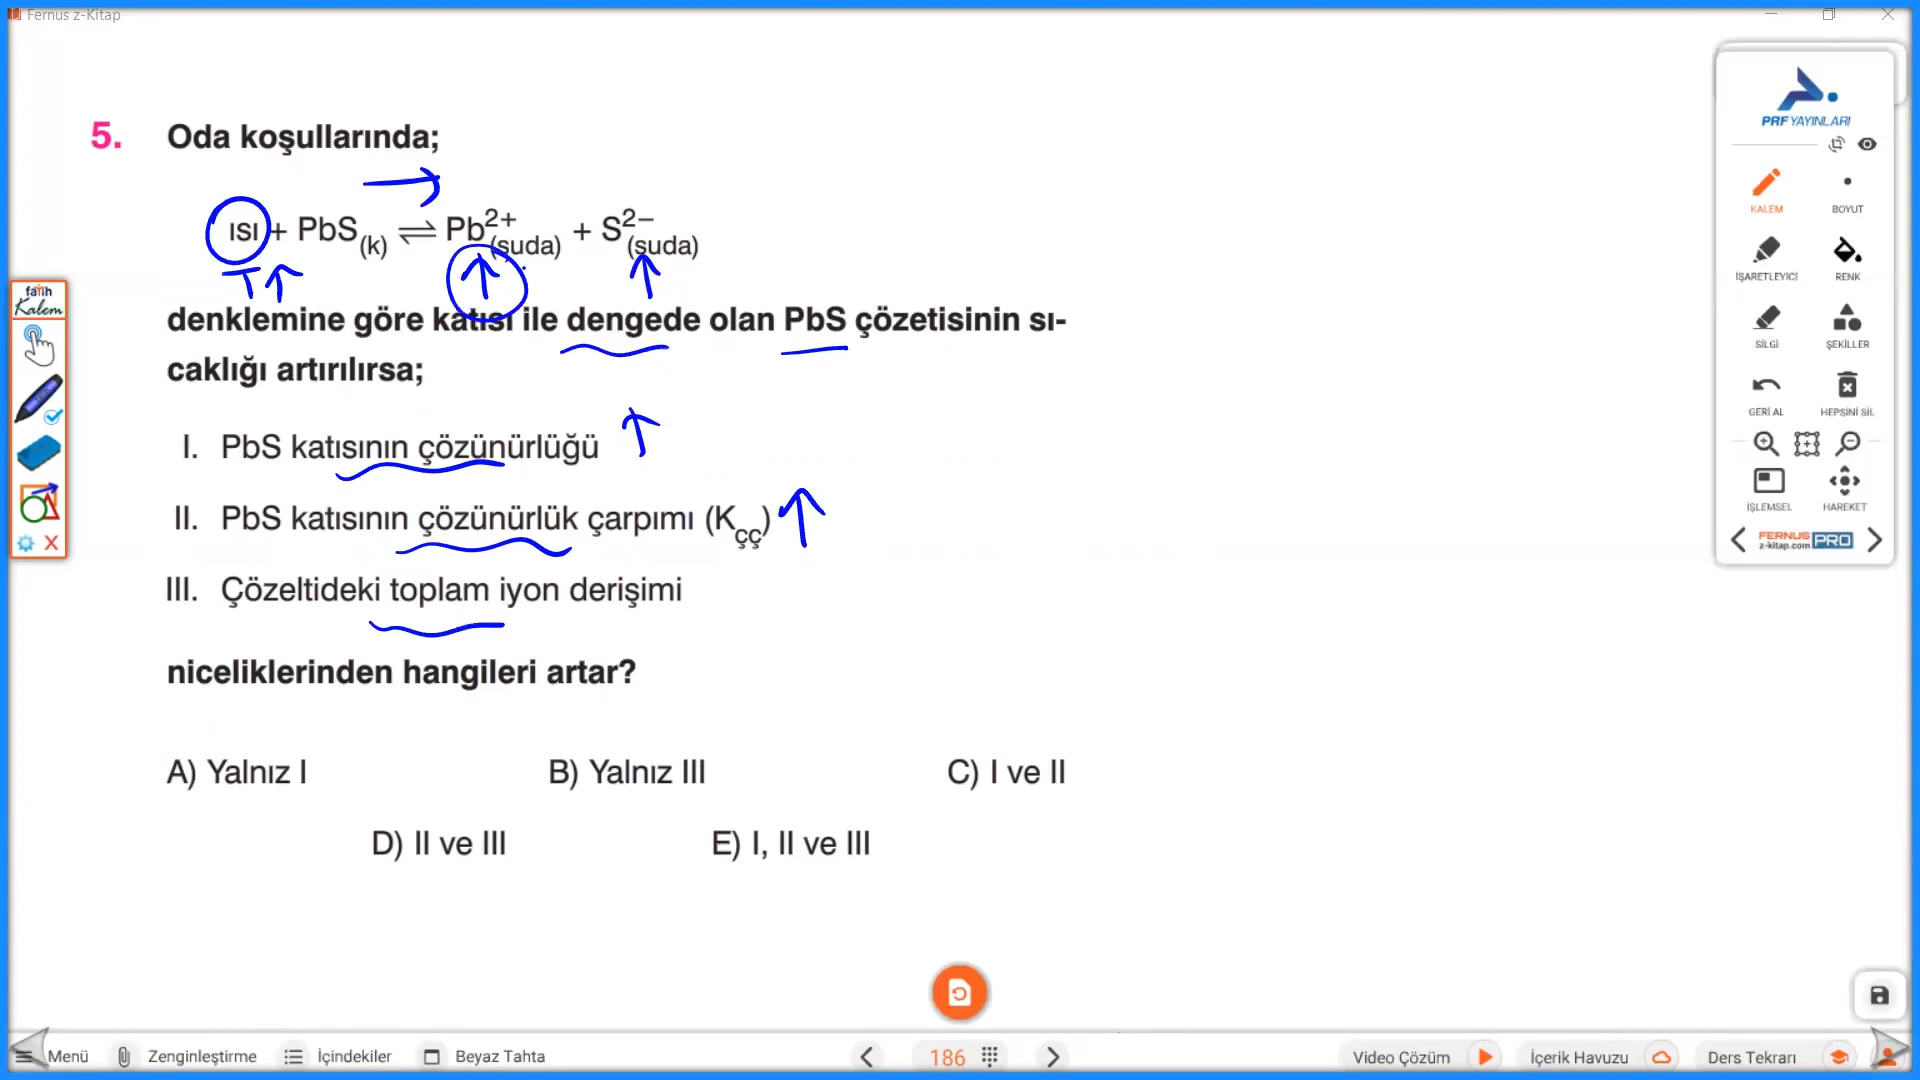 Fernus z-Kitap
5. Oda koşullarında;
ısı + PbS(k) ⇌ Pb²⁺(suda) + S²⁻(suda)
T↑ ↑ ↑
denklemine göre katısı ile dengede olan PbS çözetisinin sı-
caklığı artırılırsa;
I. PbS katısının çözünürlüğü ↑
II. PbS katısının çözünürlük çarpımı (Kçç) ↑
III. Çözeltideki toplam iyon derişimi
niceliklerinden hangileri artar?
A) Yalnız I B) Yalnız III C) I ve II
D) II ve III E) I, II ve III
fatih
Kalem
PRF YAYINLARI
KALEM BOYUT
İŞARETLEYİCİ RENK
SİLGİ ŞEKİLLER
GERİ AL HEPSİNİ SİL
İŞLEMSEL HAREKET
FERNUS
z-kitap.com PRO
Menü Zenginleştirme İçindekiler Beyaz Tahta 186 Video Çözüm İçerik Havuzu Ders Tekrarı